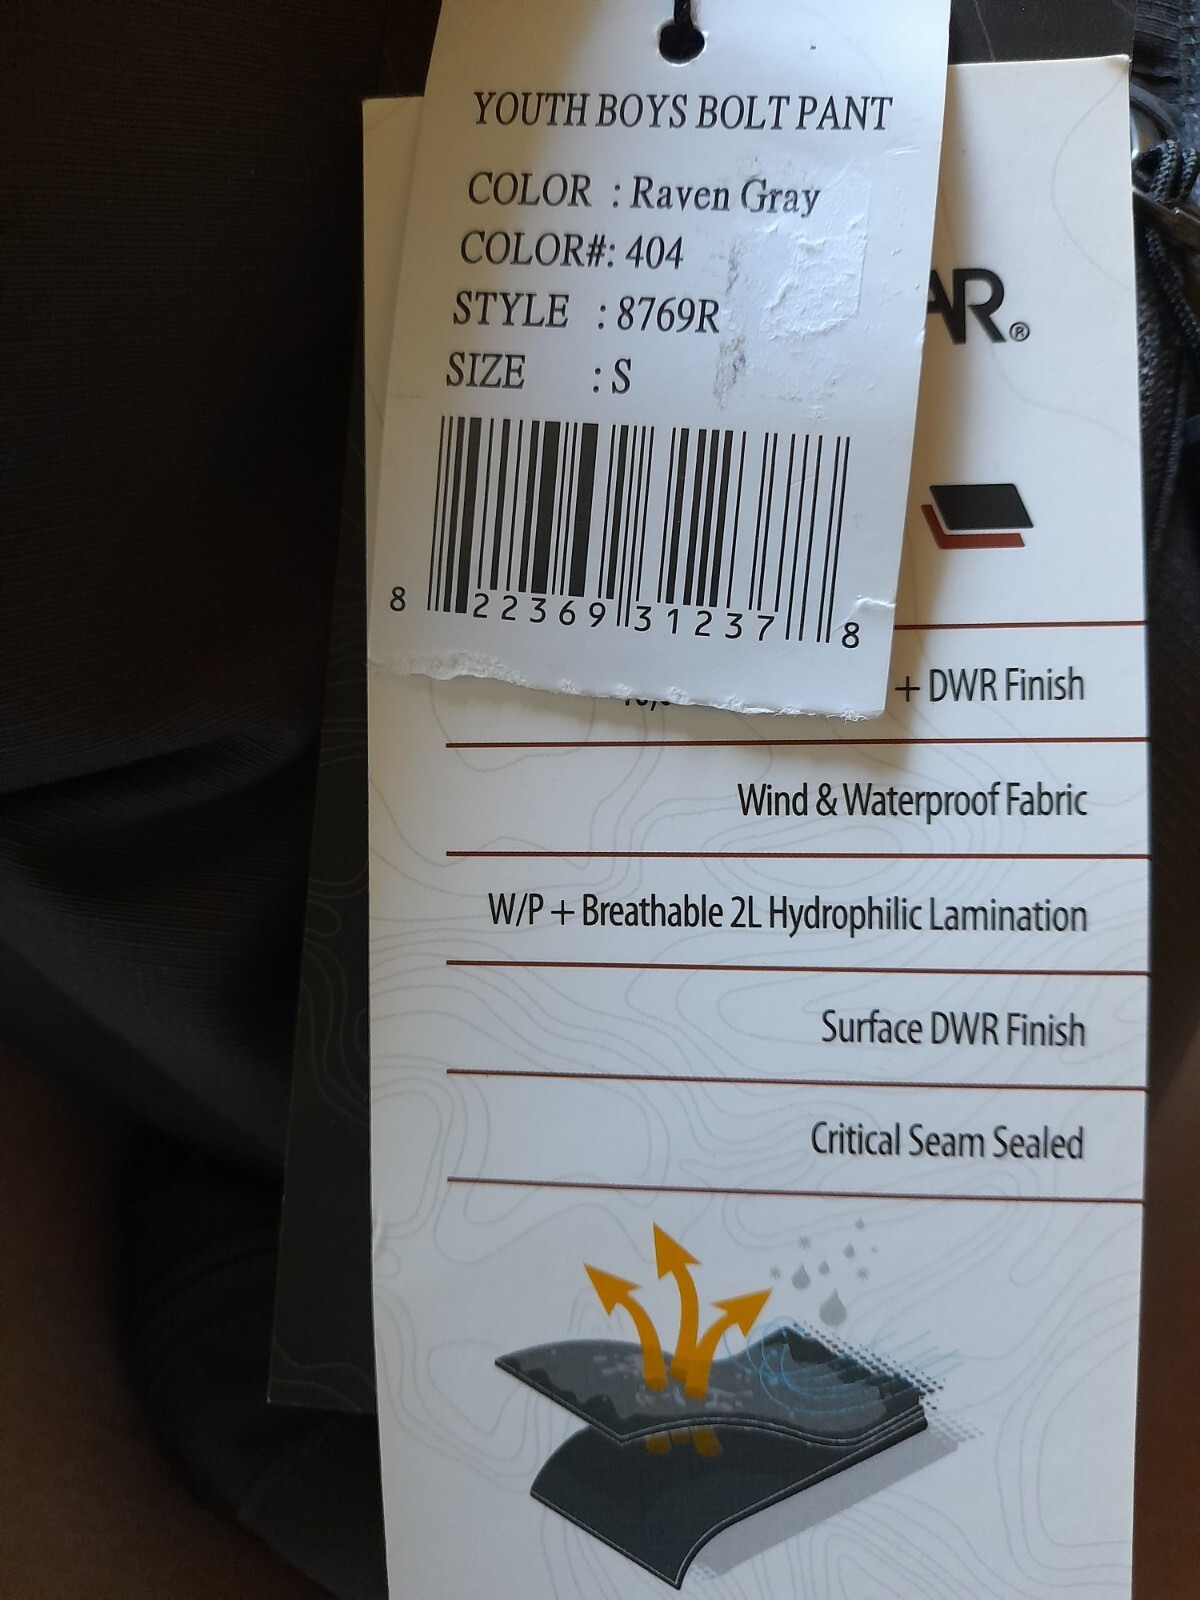 YOUTH BOYS BOLT PANT
COLOR : Raven Gray
COLOR#: 404
STYLE : 8769R
SIZE : S
8 22369 31237 8
AR®
+ DWR Finish
Wind & Waterproof Fabric
W/P + Breathable 2L Hydrophilic Lamination
Surface DWR Finish
Critical Seam Sealed